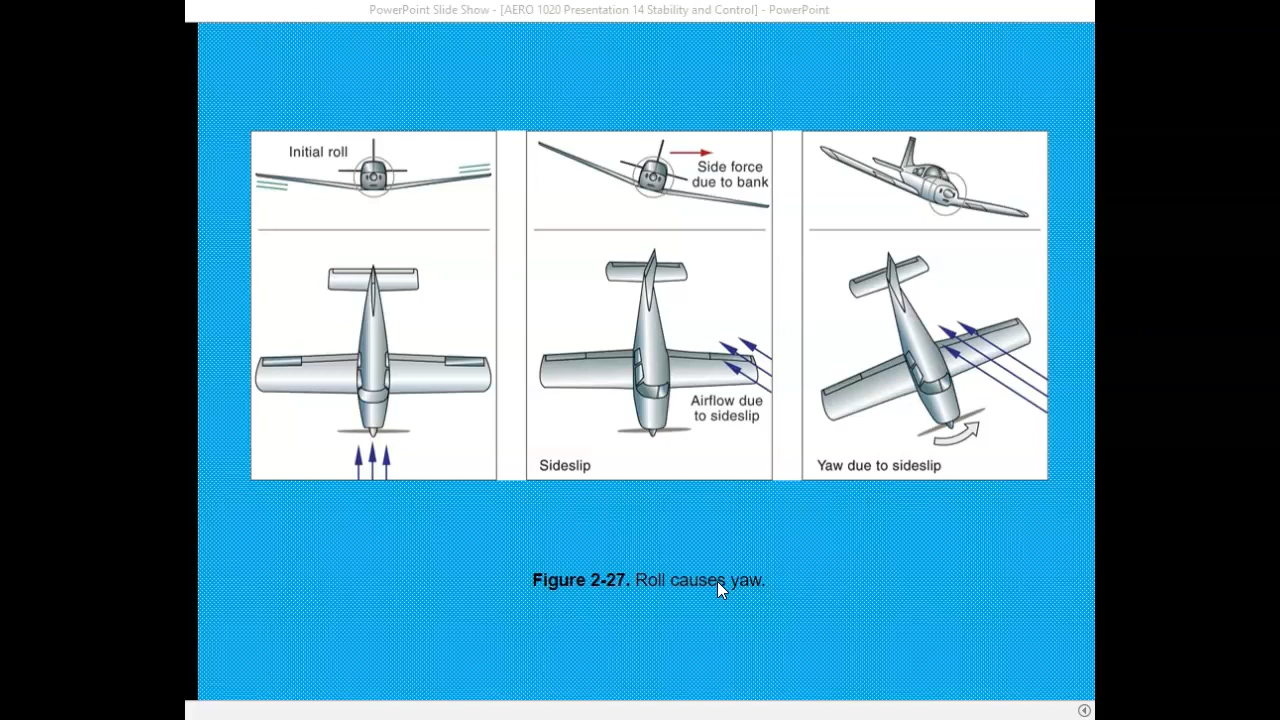 PowerPoint Slide Show - [AERO 1020 Presentation 14 Stability and Control] - PowerPoint
Initial roll
Side force
due to bank
Airflow due
to sideslip
Sideslip
Yaw due to sideslip
Figure 2-27. Roll causes yaw.